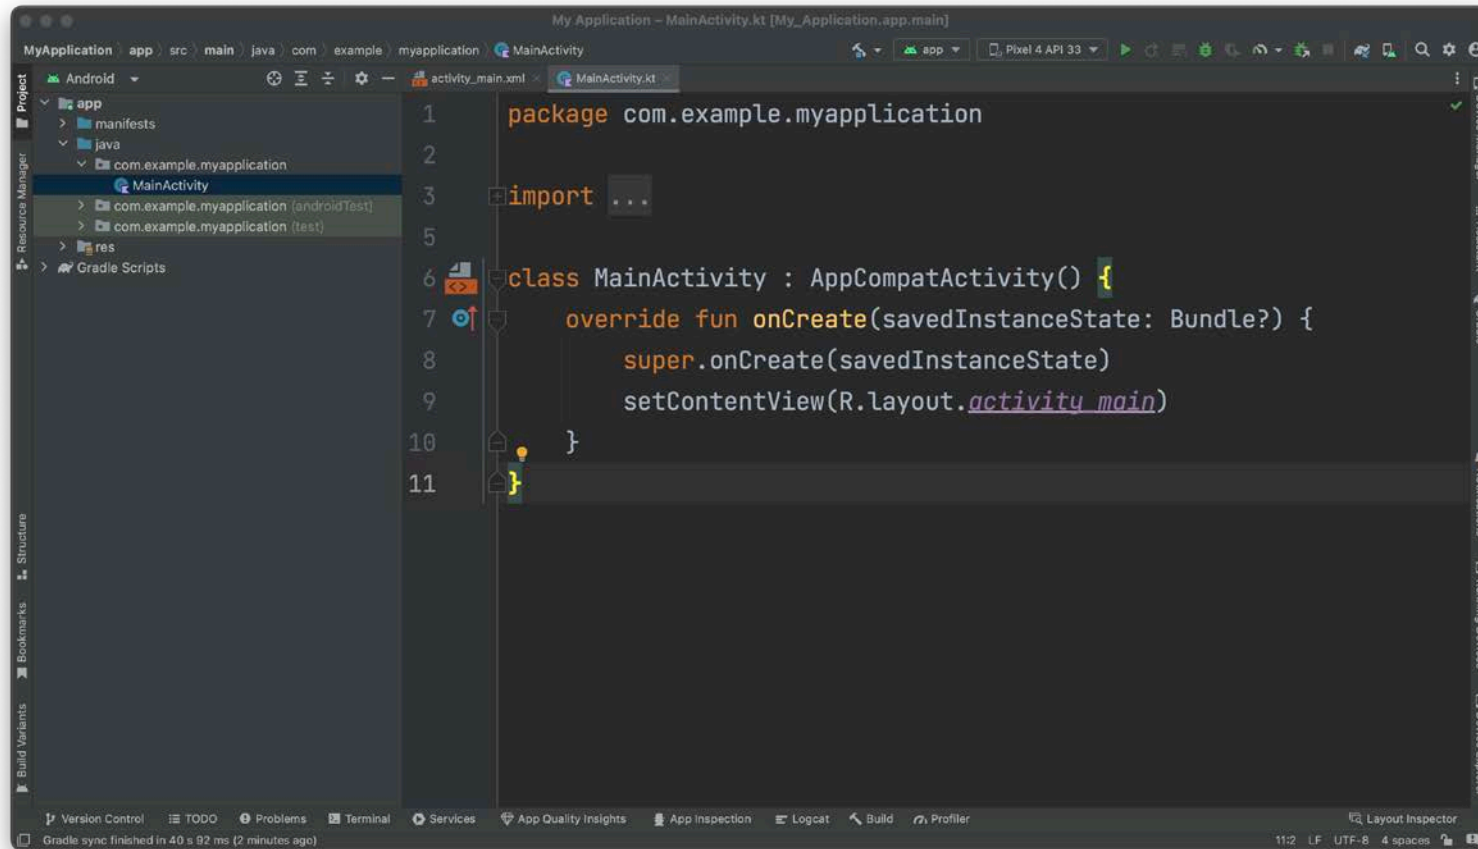 My Application – MainActivity.kt [My_Application.app.main]
MyApplication app src main java com example myapplication MainActivity
app Pixel 4 API 33
Android
activity_main.xml MainActivity.kt
Project
Resource Manager
Structure
Bookmarks
Build Variants
app
manifests
java
com.example.myapplication
MainActivity
com.example.myapplication (androidTest)
com.example.myapplication (test)
res
Gradle Scripts
1 package com.example.myapplication
2
3 import ...
5
6 class MainActivity : AppCompatActivity() {
7 override fun onCreate(savedInstanceState: Bundle?) {
8 super.onCreate(savedInstanceState)
9 setContentView(R.layout.activity_main)
10 }
11 }
Version Control TODO Problems Terminal Services App Quality Insights App Inspection Logcat Build Profiler Layout Inspector
Gradle sync finished in 40 s 92 ms (2 minutes ago) 11:2 LF UTF-8 4 spaces